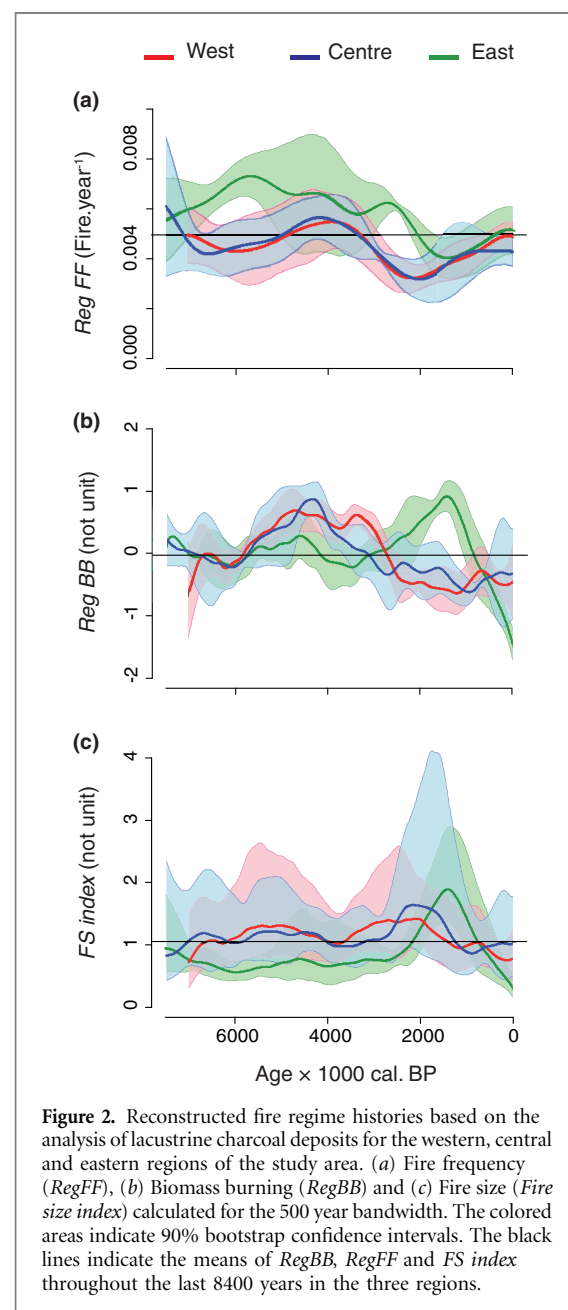 West Centre East
(a)
Reg FF (Fire.year-1)
0.008
0.004
0.000
(b)
Reg BB (not unit)
2
1
0
-1
-2
(c)
FS index (not unit)
4
3
2
1
0
6000 4000 2000 0
Age × 1000 cal. BP
Figure 2. Reconstructed fire regime histories based on the
analysis of lacustrine charcoal deposits for the western, central
and eastern regions of the study area. (a) Fire frequency
(RegFF), (b) Biomass burning (RegBB) and (c) Fire size (Fire
size index) calculated for the 500 year bandwidth. The colored
areas indicate 90% bootstrap confidence intervals. The black
lines indicate the means of RegBB, RegFF and FS index
throughout the last 8400 years in the three regions.